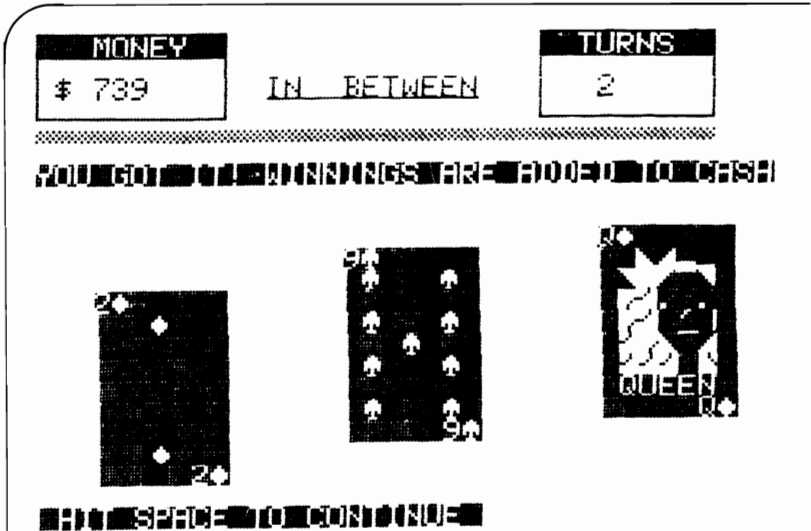 MONEY
TURNS
$ 739
IN BETWEEN
2
YOU GOT IT! WINNINGS ARE ADDED TO CASH
2♦
2♦
9♠
9♠
Q♦
QUEEN
Q♦
HIT SPACE TO CONTINUE